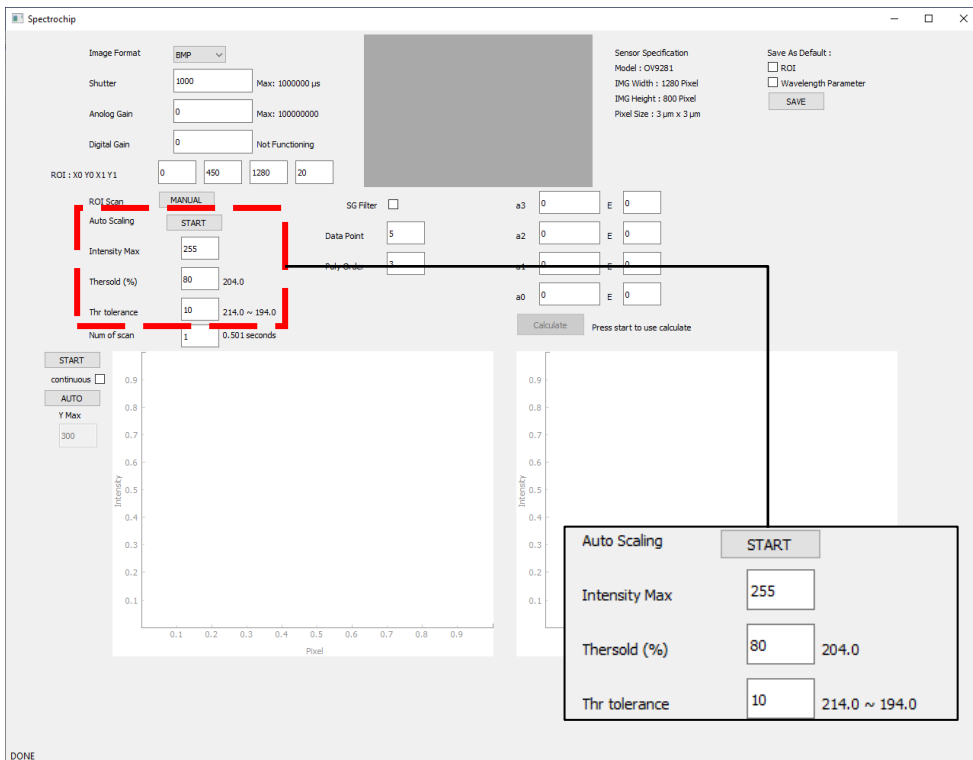 Spectrochip
Image Format BMP
Shutter 1000 Max: 1000000 µs
Analog Gain 0 Max: 100000000
Digital Gain 0 Not Functioning
ROI : X0 Y0 X1 Y1 0 450 1280 20
Sensor Specification
Model : OV9281
IMG Width : 1280 Pixel
IMG Height : 800 Pixel
Pixel Size : 3 µm x 3 µm
Save As Default :
ROI
Wavelength Parameter
SAVE
ROI Scan MANUAL
Auto Scaling START
Intensity Max 255
Thersold (%) 80 204.0
Thr tolerance 10 214.0 ~ 194.0
Num of scan 1 0.501 seconds
SG Filter
Data Point 5
Poly Order 3
a3 0 E 0
a2 0 E 0
a1 0 E 0
a0 0 E 0
Calculate Press start to use calculate
START
continuous
AUTO
Y Max
300
0.9
0.8
0.7
0.6
0.5
0.4
0.3
0.2
0.1
Intensity
0.1 0.2 0.3 0.4 0.5 0.6 0.7 0.8 0.9
Pixel
0.9
0.8
0.7
0.6
0.5
0.4
0.3
0.2
0.1
Intensity
Auto Scaling START
Intensity Max 255
Thersold (%) 80 204.0
Thr tolerance 10 214.0 ~ 194.0
DONE